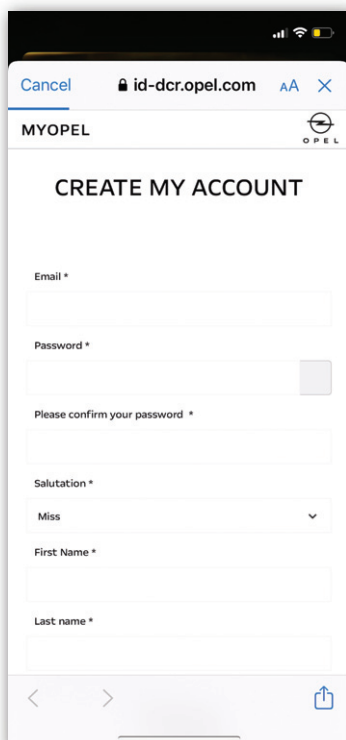 Cancel id-dcr.opel.com AA
MYOPEL
OPEL
CREATE MY ACCOUNT
Email *
Password *
Please confirm your password *
Salutation *
Miss
First Name *
Last name *